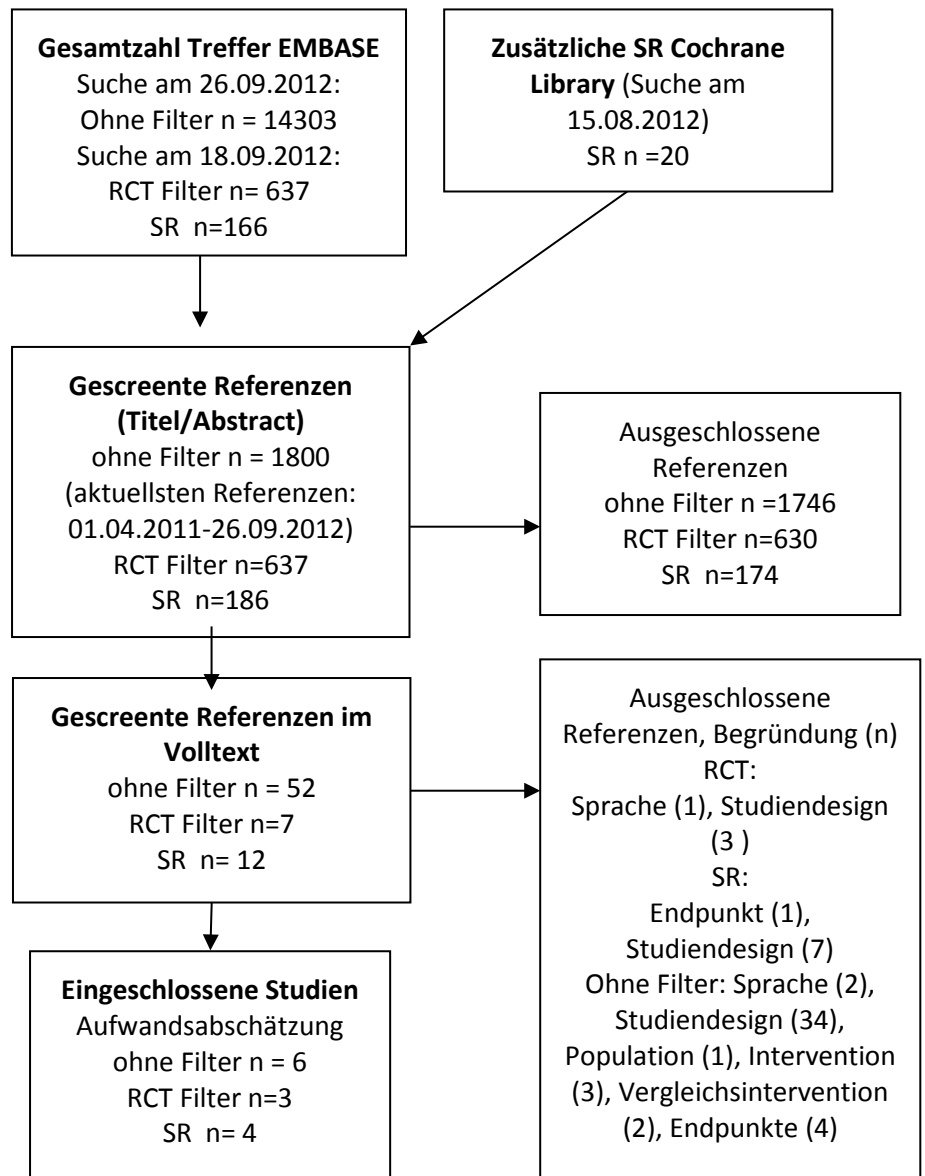 Gesamtzahl Treffer EMBASE
Suche am 26.09.2012:
Ohne Filter n = 14303
Suche am 18.09.2012:
RCT Filter n= 637
SR n=166
Zusätzliche SR Cochrane
Library (Suche am
15.08.2012)
SR n =20
Gescreente Referenzen
(Titel/Abstract)
ohne Filter n = 1800
(aktuellsten Referenzen:
01.04.2011-26.09.2012)
RCT Filter n=637
SR n=186
Ausgeschlossene
Referenzen
ohne Filter n =1746
RCT Filter n=630
SR n=174
Gescreente Referenzen im
Volltext
ohne Filter n = 52
RCT Filter n=7
SR n= 12
Ausgeschlossene
Referenzen, Begründung (n)
RCT:
Sprache (1), Studiendesign
(3 )
SR:
Endpunkt (1),
Studiendesign (7)
Ohne Filter: Sprache (2),
Studiendesign (34),
Population (1), Intervention
(3), Vergleichsintervention
(2), Endpunkte (4)
Eingeschlossene Studien
Aufwandsabschätzung
ohne Filter n = 6
RCT Filter n=3
SR n= 4